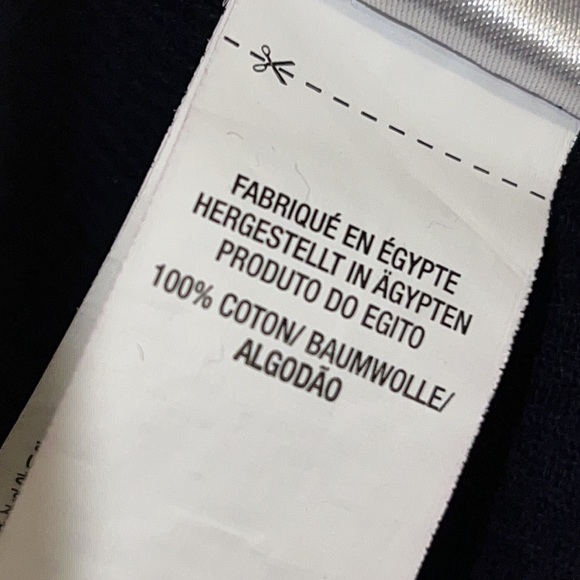 FABRIQUÉ EN ÉGYPTE
HERGESTELLT IN ÄGYPTEN
PRODUTO DO EGITO
100% COTON/ BAUMWOLLE/
ALGODÃO